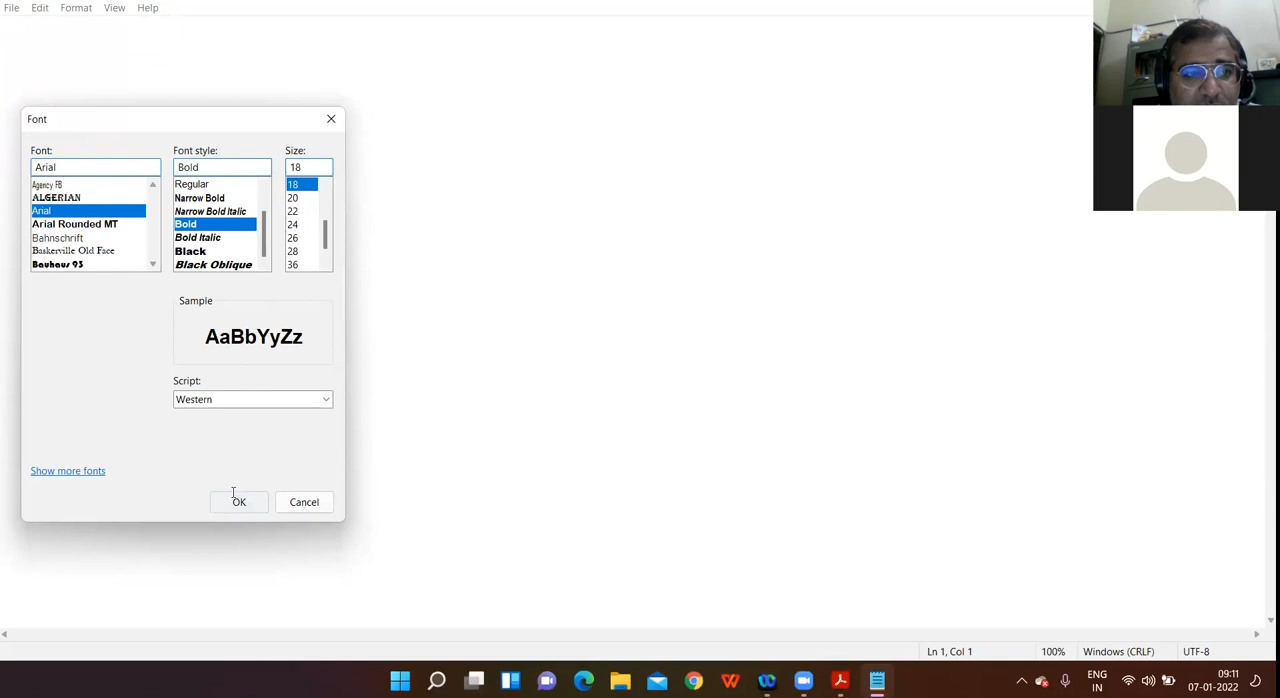 File Edit Format View Help
Font
Font: Font style: Size:
Arial Bold 18
Agency FB Regular 18
ALGERIAN Narrow Bold 20
Arial Narrow Bold Italic 22
Arial Rounded MT Bold 24
Bahnschrift Bold Italic 26
Baskerville Old Face Black 28
Bauhaus 93 Black Oblique 36
Sample
AaBbYyZz
Script:
Western
Show more fonts
OK Cancel
Ln 1, Col 1 100% Windows (CRLF) UTF-8
ENG 09:11
IN 07-01-2022